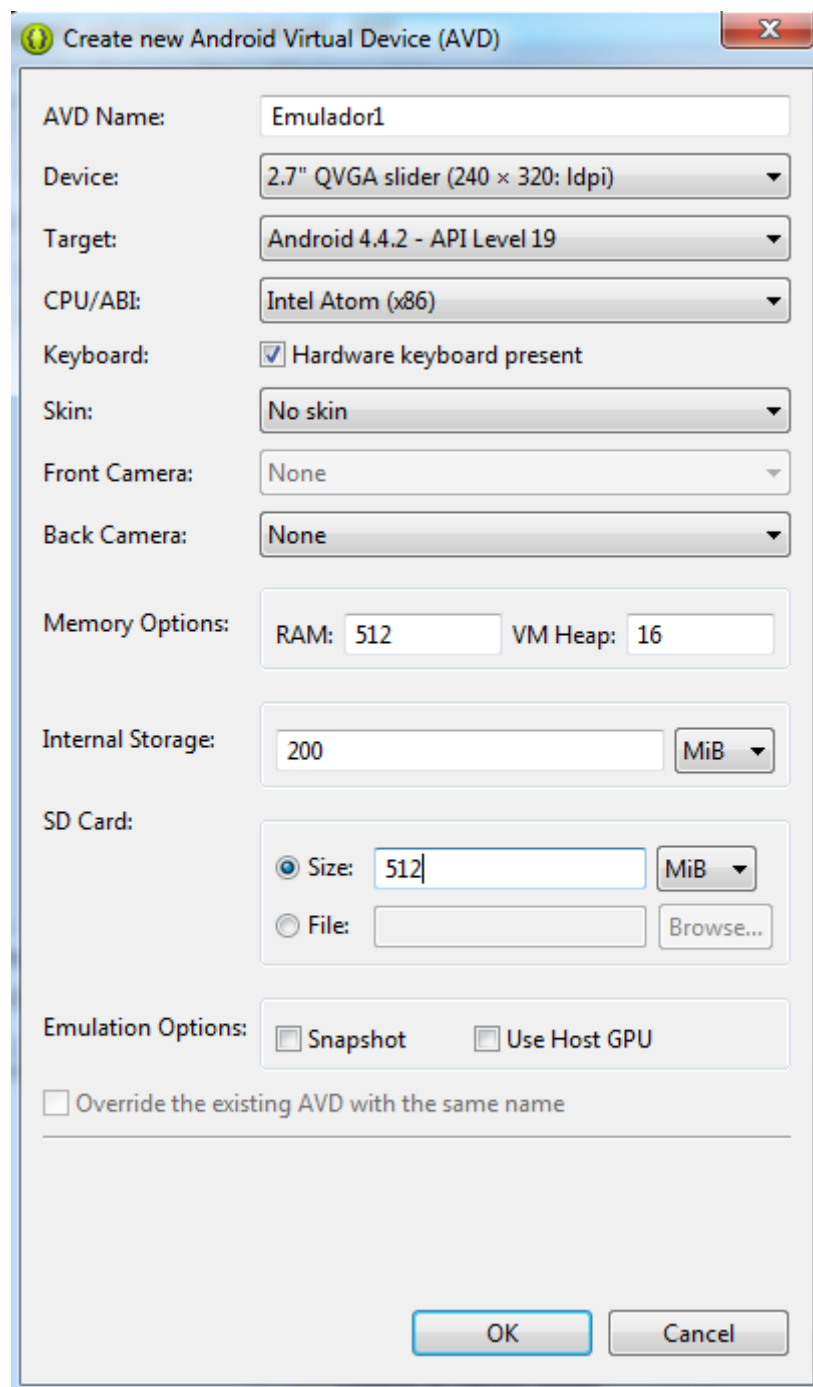 Create new Android Virtual Device (AVD)
AVD Name: Emulador1
Device: 2.7" QVGA slider (240 × 320: ldpi)
Target: Android 4.4.2 - API Level 19
CPU/ABI: Intel Atom (x86)
Keyboard: Hardware keyboard present
Skin: No skin
Front Camera: None
Back Camera: None
Memory Options: RAM: 512 VM Heap: 16
Internal Storage: 200 MiB
SD Card:
Size: 512 MiB
File: Browse...
Emulation Options: Snapshot Use Host GPU
Override the existing AVD with the same name
OK Cancel